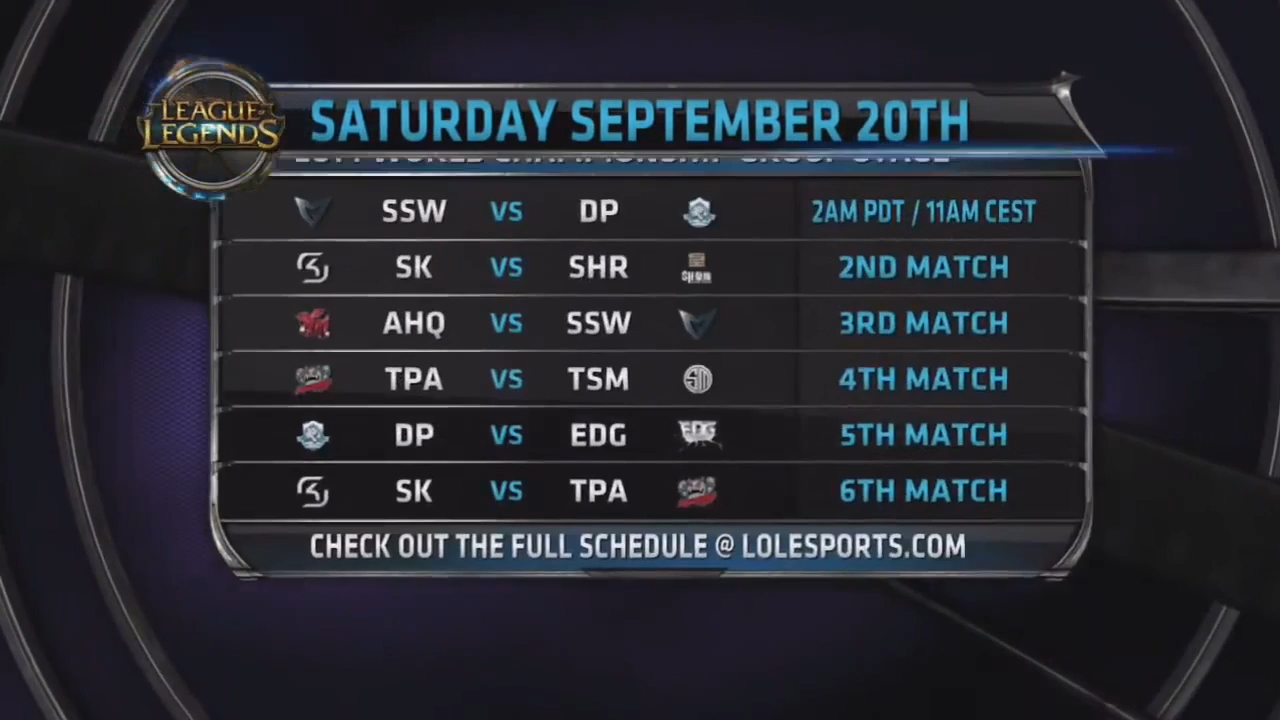 LEAGUE OF LEGENDS
SATURDAY SEPTEMBER 20TH
SSW VS DP 2AM PDT / 11AM CEST
SK VS SHR 2ND MATCH
AHQ VS SSW 3RD MATCH
TPA VS TSM 4TH MATCH
DP VS EDG EDG 5TH MATCH
SK VS TPA 6TH MATCH
CHECK OUT THE FULL SCHEDULE @ LOLESPORTS.COM